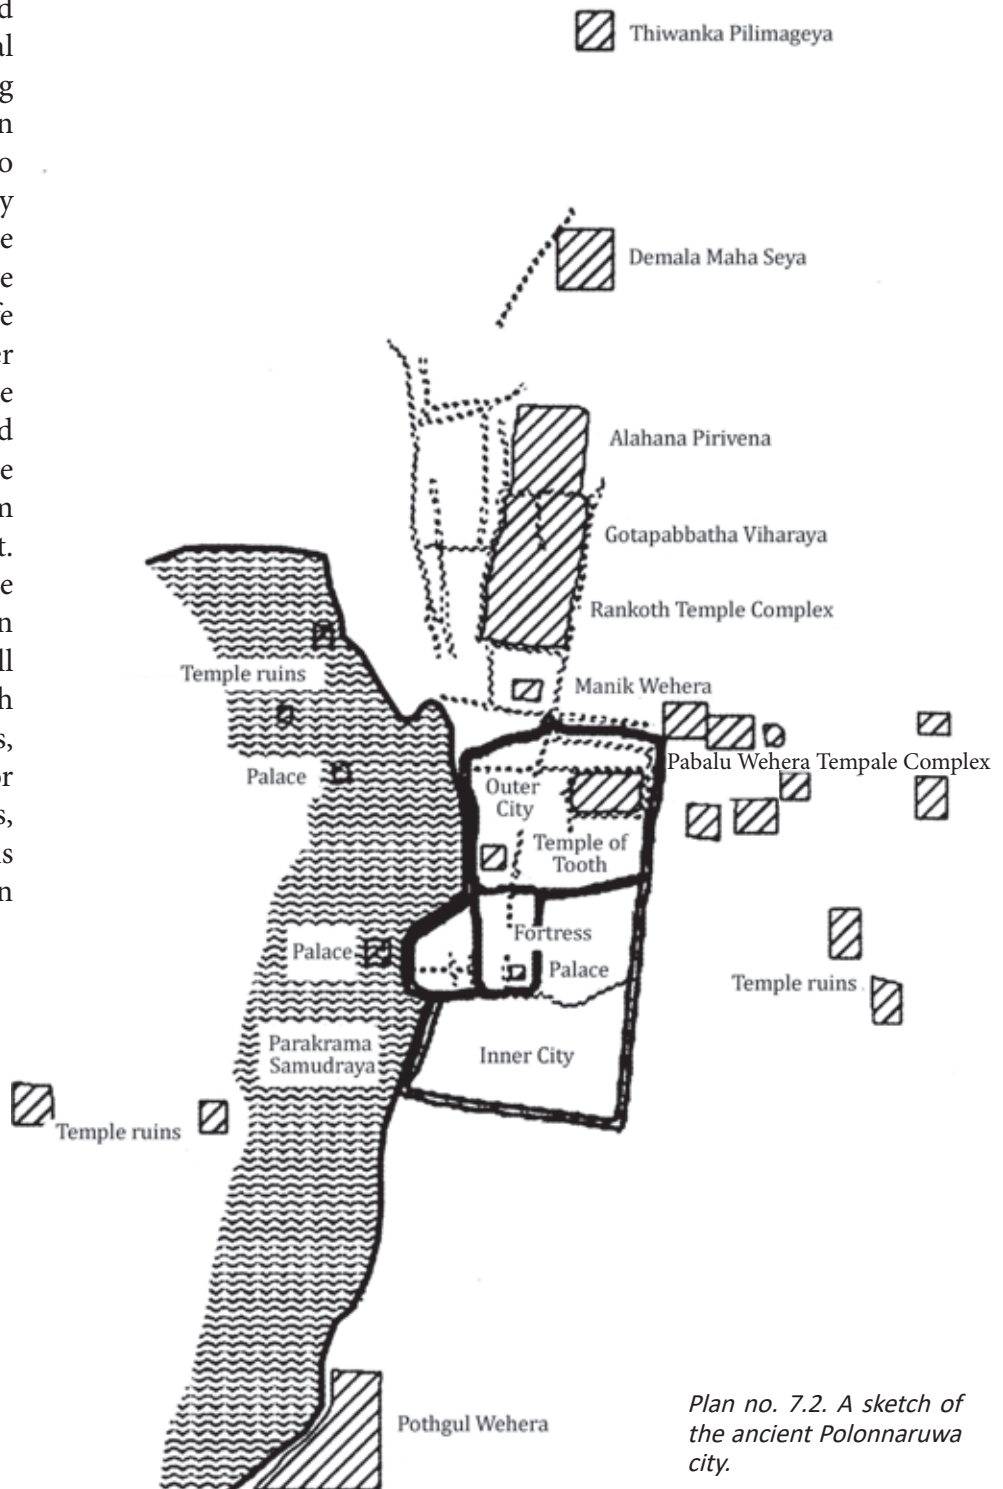 Thiwanka Pilimageya
Demala Maha Seya
Alahana Pirivena
Gotapabbatha Viharaya
Rankoth Temple Complex
Temple ruins
Manik Wehera
Pabalu Wehera Tempale Complex
Palace
Outer
City
Temple of
Tooth
Fortress
Palace
Palace
Temple ruins
Parakrama
Samudraya
Inner City
Temple ruins
Pothgul Wehera
Plan no. 7.2. A sketch of
the ancient Polonnaruwa
city.